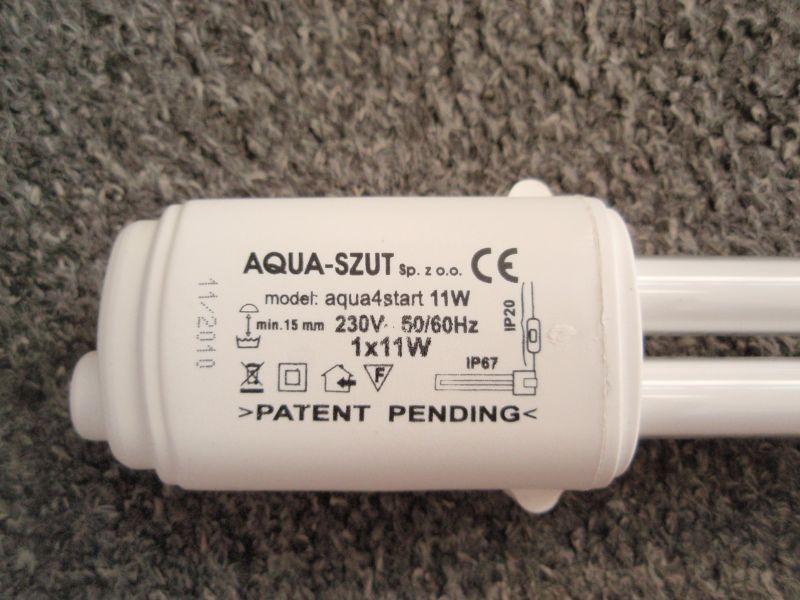 AQUA-SZUT Sp. z o.o. CE
model: aqua4start 11W
min. 15 mm 230V~ 50/60Hz
1x11W
IP20
IP67
F
>PATENT PENDING<
11/2010